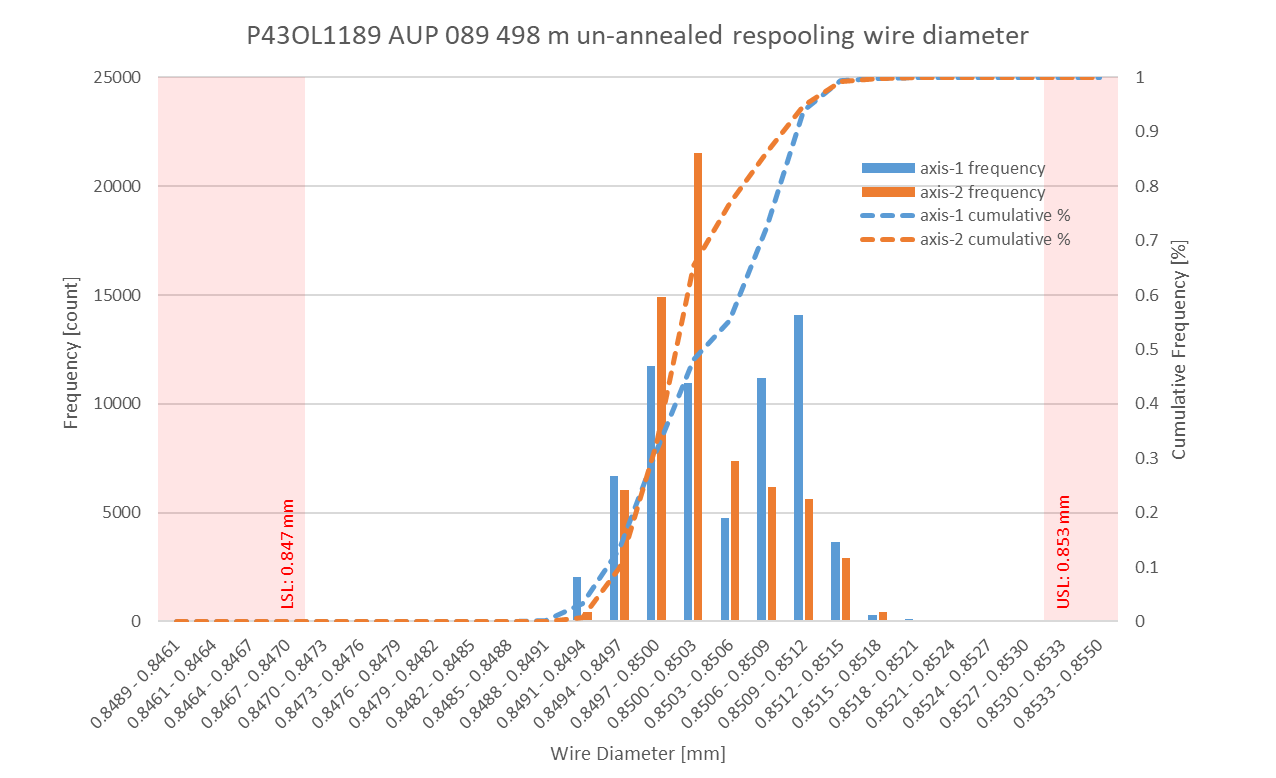 P43OL1189 AUP 089 498 m un-annealed respooling wire diameter
25000
20000
15000
10000
5000
0
Frequency [count]
1
0.9
0.8
0.7
0.6
0.5
0.4
0.3
0.2
0.1
0
Cumulative Frequency [%]
axis-1 frequency
axis-2 frequency
axis-1 cumulative %
axis-2 cumulative %
LSL: 0.847 mm
USL: 0.853 mm
0.8489 - 0.8461
0.8461 - 0.8464
0.8464 - 0.8467
0.8467 - 0.8470
0.8470 - 0.8473
0.8473 - 0.8476
0.8476 - 0.8479
0.8479 - 0.8482
0.8482 - 0.8485
0.8485 - 0.8488
0.8488 - 0.8491
0.8491 - 0.8494
0.8494 - 0.8497
0.8497 - 0.8500
0.8500 - 0.8503
0.8503 - 0.8506
0.8506 - 0.8509
0.8509 - 0.8512
0.8512 - 0.8515
0.8515 - 0.8518
0.8518 - 0.8521
0.8521 - 0.8524
0.8524 - 0.8527
0.8527 - 0.8530
0.8530 - 0.8533
0.8533 - 0.8550
Wire Diameter [mm]